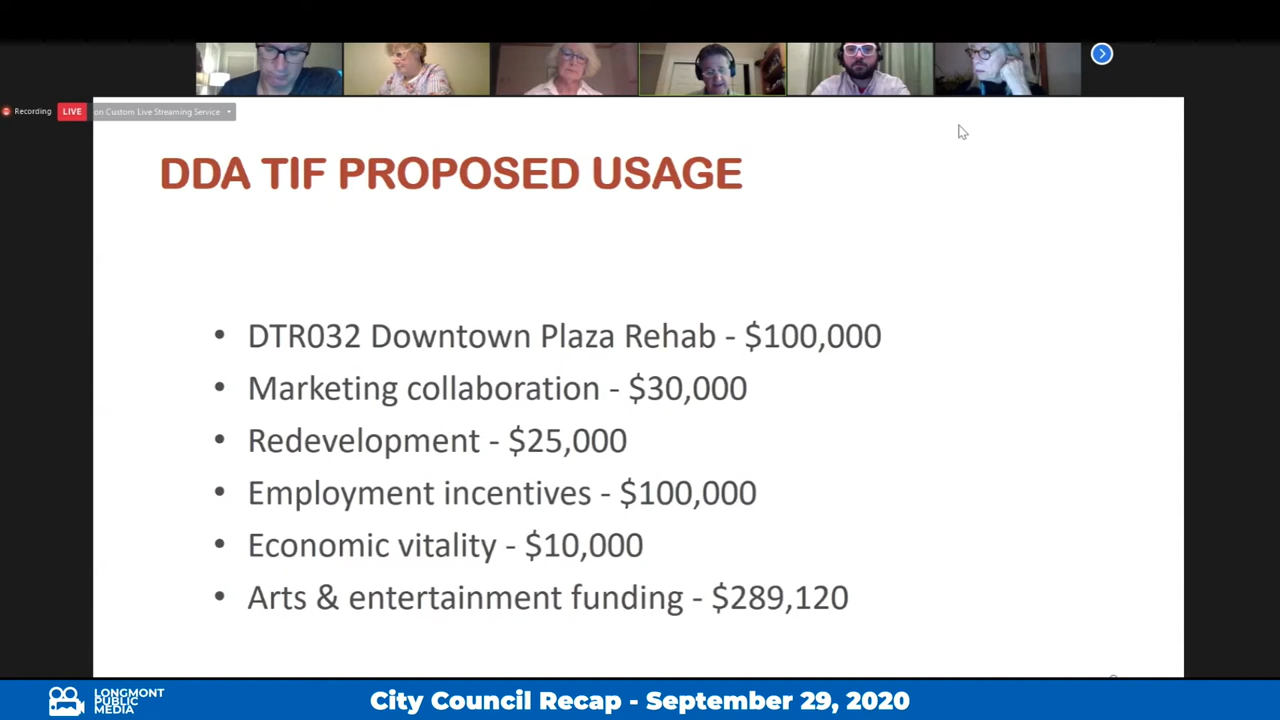 Recording
LIVE
on Custom Live Streaming Service
DDA TIF PROPOSED USAGE
• DTR032 Downtown Plaza Rehab - $100,000
• Marketing collaboration - $30,000
• Redevelopment - $25,000
• Employment incentives - $100,000
• Economic vitality - $10,000
• Arts & entertainment funding - $289,120
LONGMONT
PUBLIC
MEDIA
City Council Recap - September 29, 2020